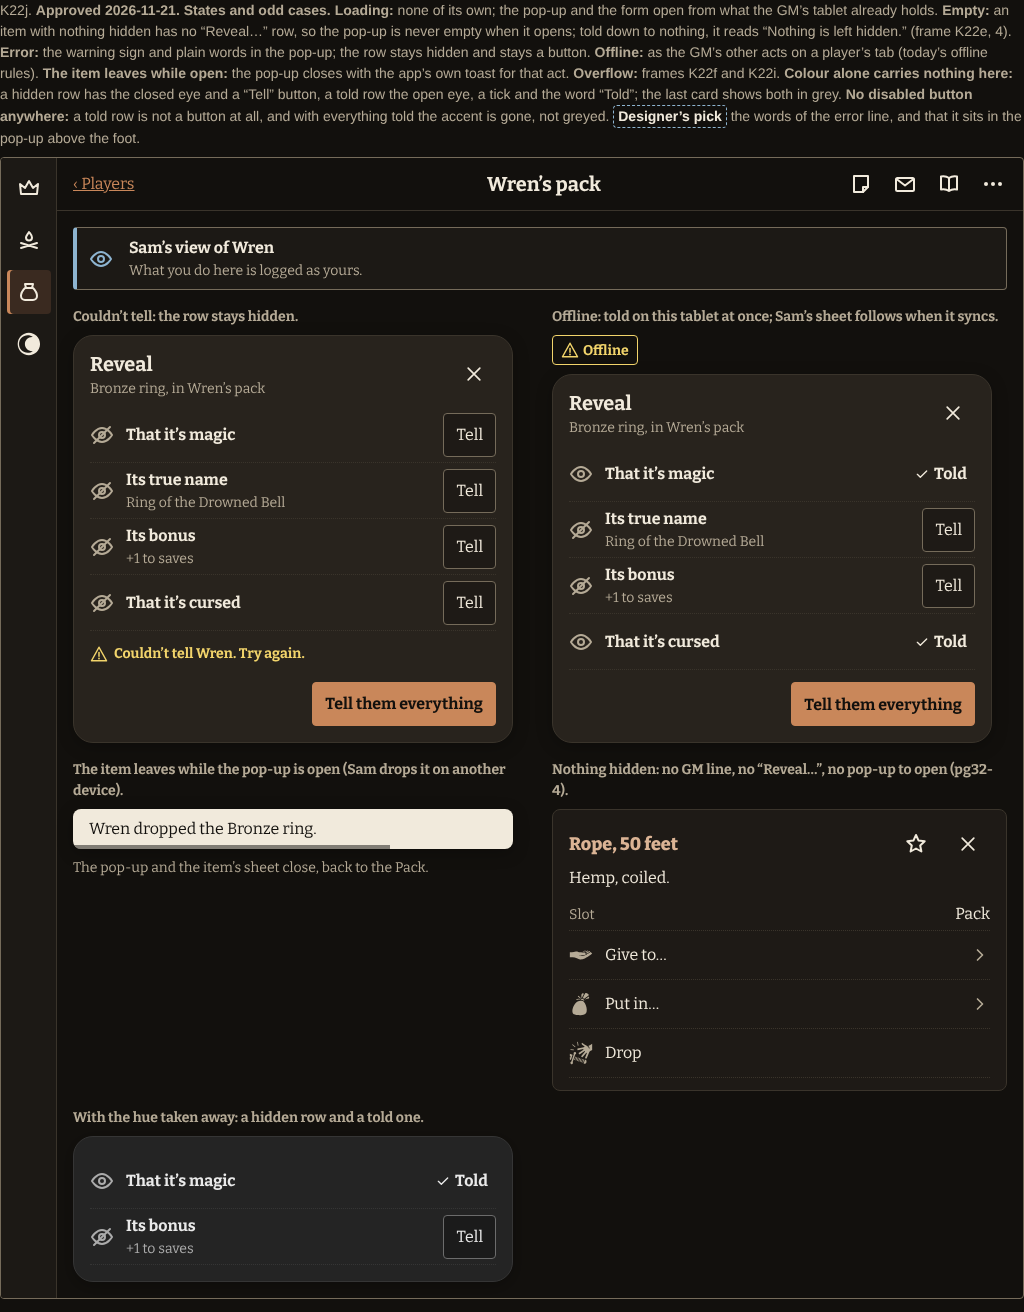 K22j. Approved 2026-11-21. States and odd cases. Loading: none of its own; the pop-up and the form open from what the GM’s tablet already holds. Empty: an
item with nothing hidden has no “Reveal…” row, so the pop-up is never empty when it opens; told down to nothing, it reads “Nothing is left hidden.” (frame K22e, 4).
Error: the warning sign and plain words in the pop-up; the row stays hidden and stays a button. Offline: as the GM’s other acts on a player’s tab (today’s offline
rules). The item leaves while open: the pop-up closes with the app’s own toast for that act. Overflow: frames K22f and K22i. Colour alone carries nothing here:
a hidden row has the closed eye and a “Tell” button, a told row the open eye, a tick and the word “Told”; the last card shows both in grey. No disabled button
anywhere: a told row is not a button at all, and with everything told the accent is gone, not greyed. Designer’s pick the words of the error line, and that it sits in the
pop-up above the foot.
‹ Players
Wren’s pack
Sam’s view of Wren
What you do here is logged as yours.
Couldn’t tell: the row stays hidden.
Reveal
Bronze ring, in Wren’s pack
That it’s magic
Tell
Its true name
Ring of the Drowned Bell
Tell
Its bonus
+1 to saves
Tell
That it’s cursed
Tell
Couldn’t tell Wren. Try again.
Tell them everything
Offline: told on this tablet at once; Sam’s sheet follows when it syncs.
Offline
Reveal
Bronze ring, in Wren’s pack
That it’s magic
Told
Its true name
Ring of the Drowned Bell
Tell
Its bonus
+1 to saves
Tell
That it’s cursed
Told
Tell them everything
The item leaves while the pop-up is open (Sam drops it on another
device).
Wren dropped the Bronze ring.
The pop-up and the item’s sheet close, back to the Pack.
Nothing hidden: no GM line, no “Reveal…”, no pop-up to open (pg32-
4).
Rope, 50 feet
Hemp, coiled.
Slot
Pack
Give to…
Put in…
Drop
With the hue taken away: a hidden row and a told one.
That it’s magic
Told
Its bonus
+1 to saves
Tell